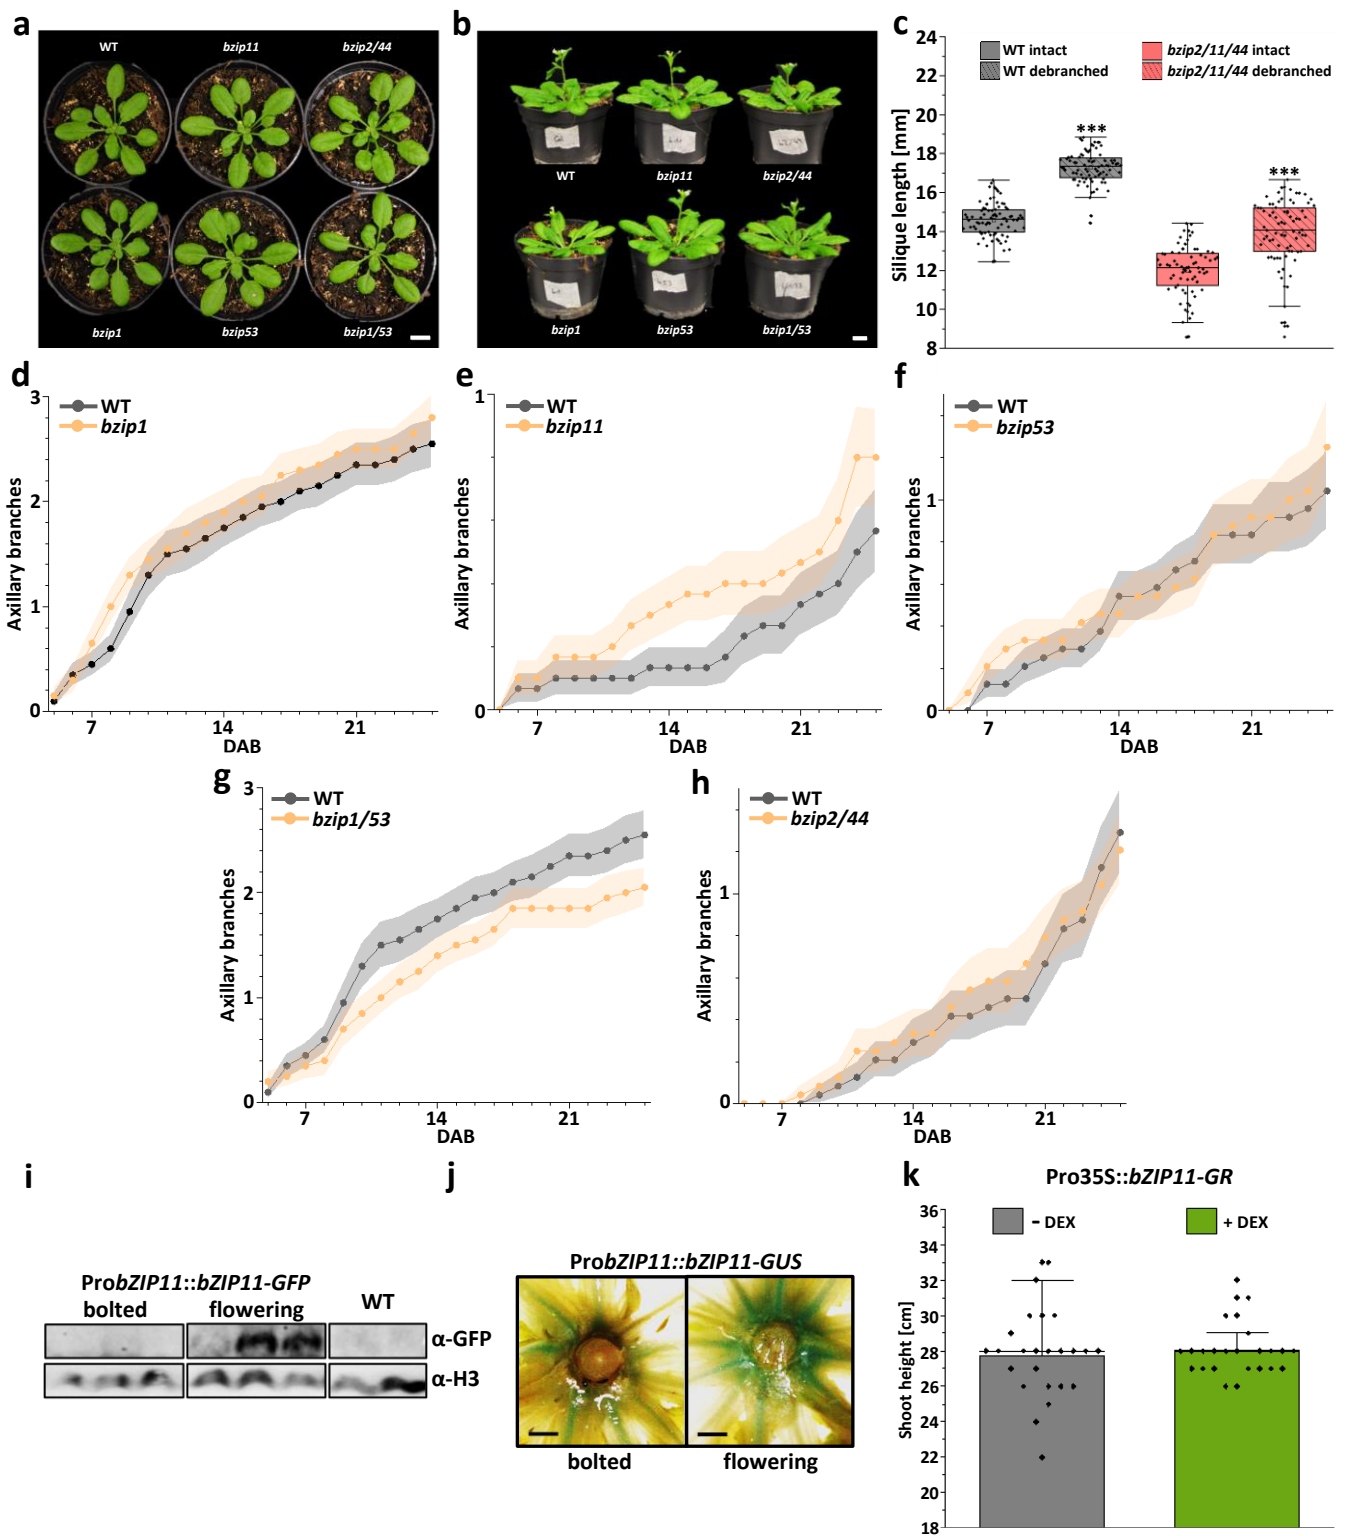 a
WT
bzip11
bzip2/44
bzip1
bzip53
bzip1/53
b
WT
bzip11
bzip2/44
bzip1
bzip53
bzip1/53
c
WT intact
WT debranched
bzip2/11/44 intact
bzip2/11/44 debranched
Silique length [mm]
24
22
20
18
16
14
12
10
8
***
***
d
WT
bzip1
Axillary branches
3
2
1
0
7
14
21
DAB
e
WT
bzip11
Axillary branches
1
0
7
14
21
DAB
f
WT
bzip53
Axillary branches
1
0
7
14
21
DAB
g
WT
bzip1/53
Axillary branches
3
2
1
0
7
14
21
DAB
h
WT
bzip2/44
Axillary branches
1
0
7
14
21
DAB
i
ProbZIP11::bZIP11-GFP
bolted
flowering
WT
α-GFP
α-H3
j
ProbZIP11::bZIP11-GUS
bolted
flowering
k
Pro35S::bZIP11-GR
- DEX
+ DEX
Shoot height [cm]
36
34
32
30
28
26
24
22
20
18